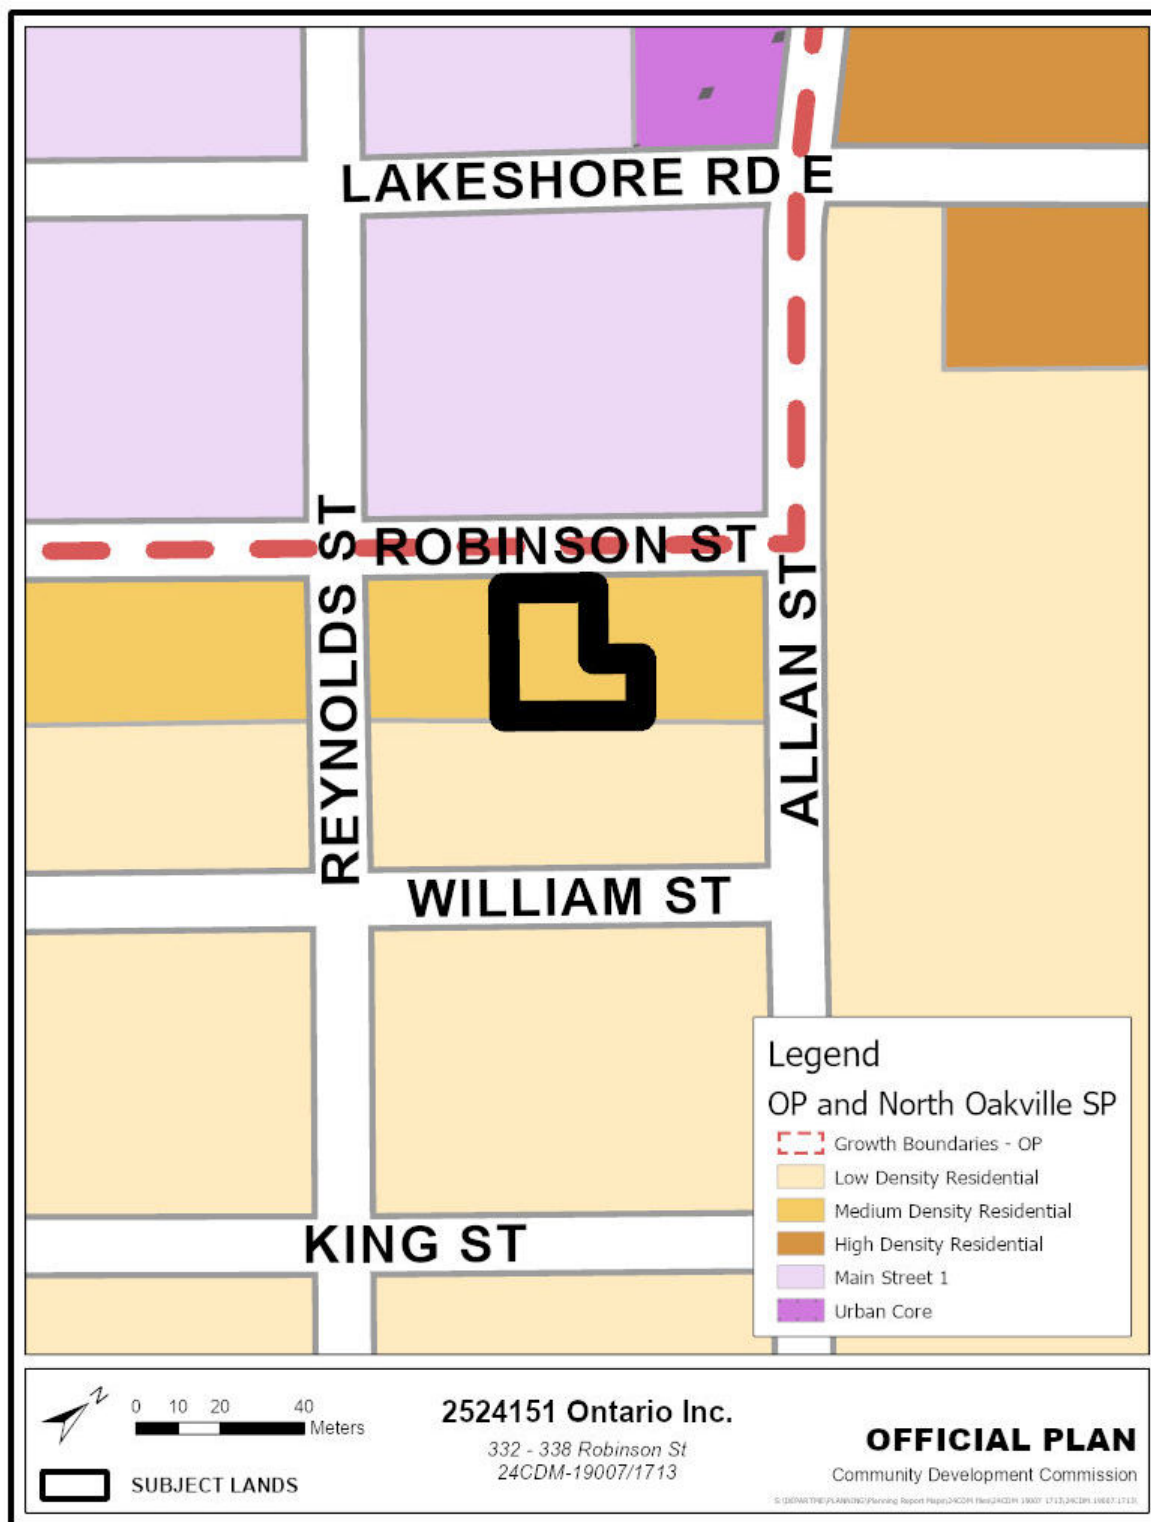 LAKESHORE RD E
ROBINSON ST
REYNOLDS ST
ALLAN ST
WILLIAM ST
KING ST
Legend
OP and North Oakville SP
Growth Boundaries - OP
Low Density Residential
Medium Density Residential
High Density Residential
Main Street 1
Urban Core
N
0 10 20 40
Meters
SUBJECT LANDS
2524151 Ontario Inc.
332 - 338 Robinson St
24CDM-19007/1713
OFFICIAL PLAN
Community Development Commission